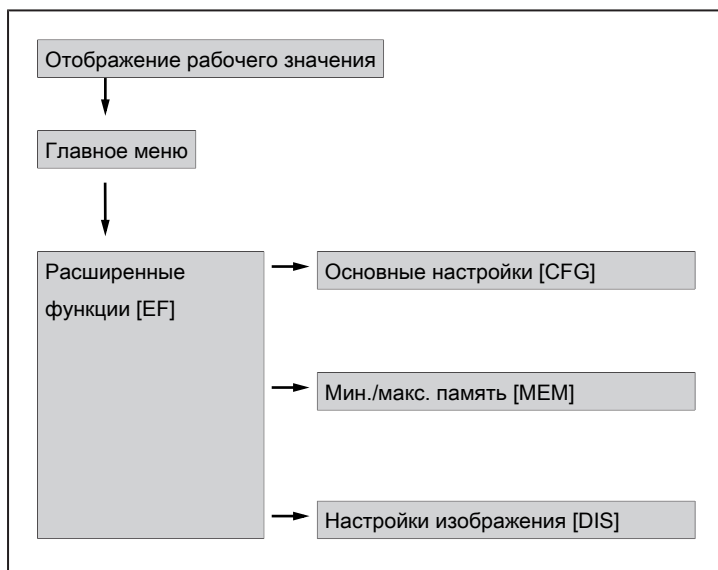 Отображение рабочего значения
Главное меню
Расширенные
функции [EF]
Основные настройки [CFG]
Мин./макс. память [MEM]
Настройки изображения [DIS]